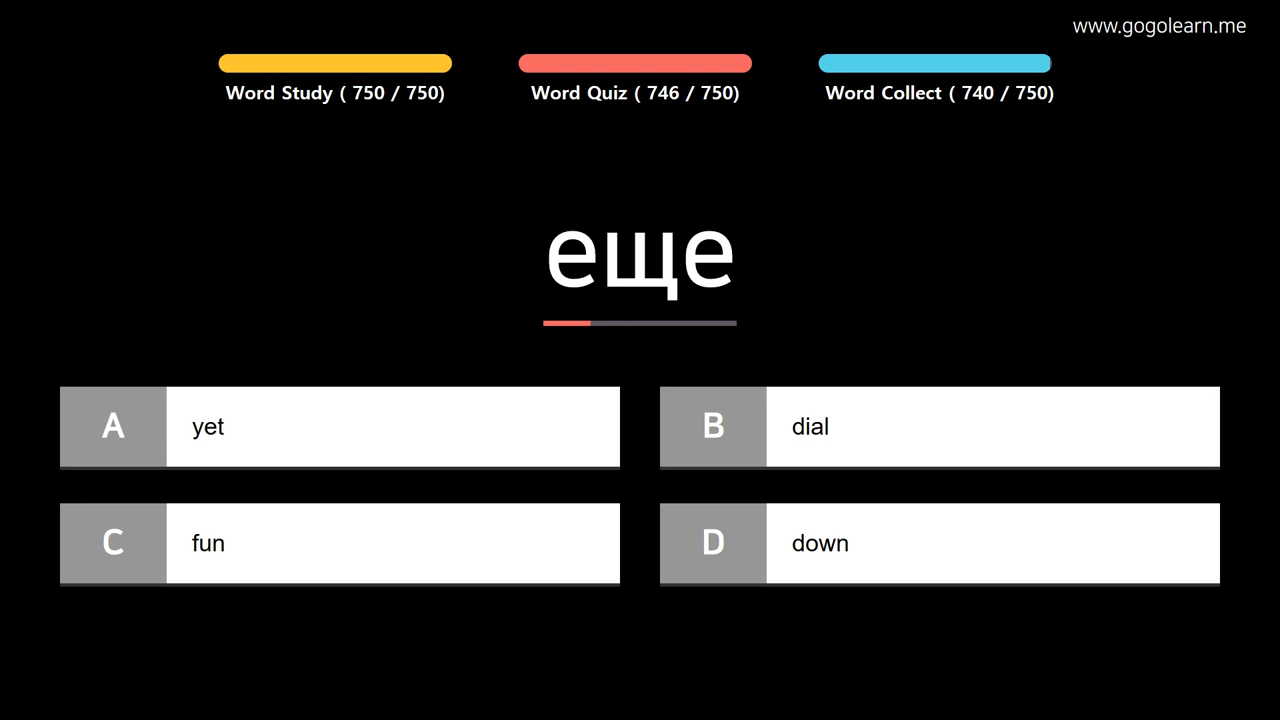 www.gogolearn.me
Word Study ( 750 / 750)
Word Quiz ( 746 / 750)
Word Collect ( 740 / 750)
еще
A
yet
B
dial
C
fun
D
down